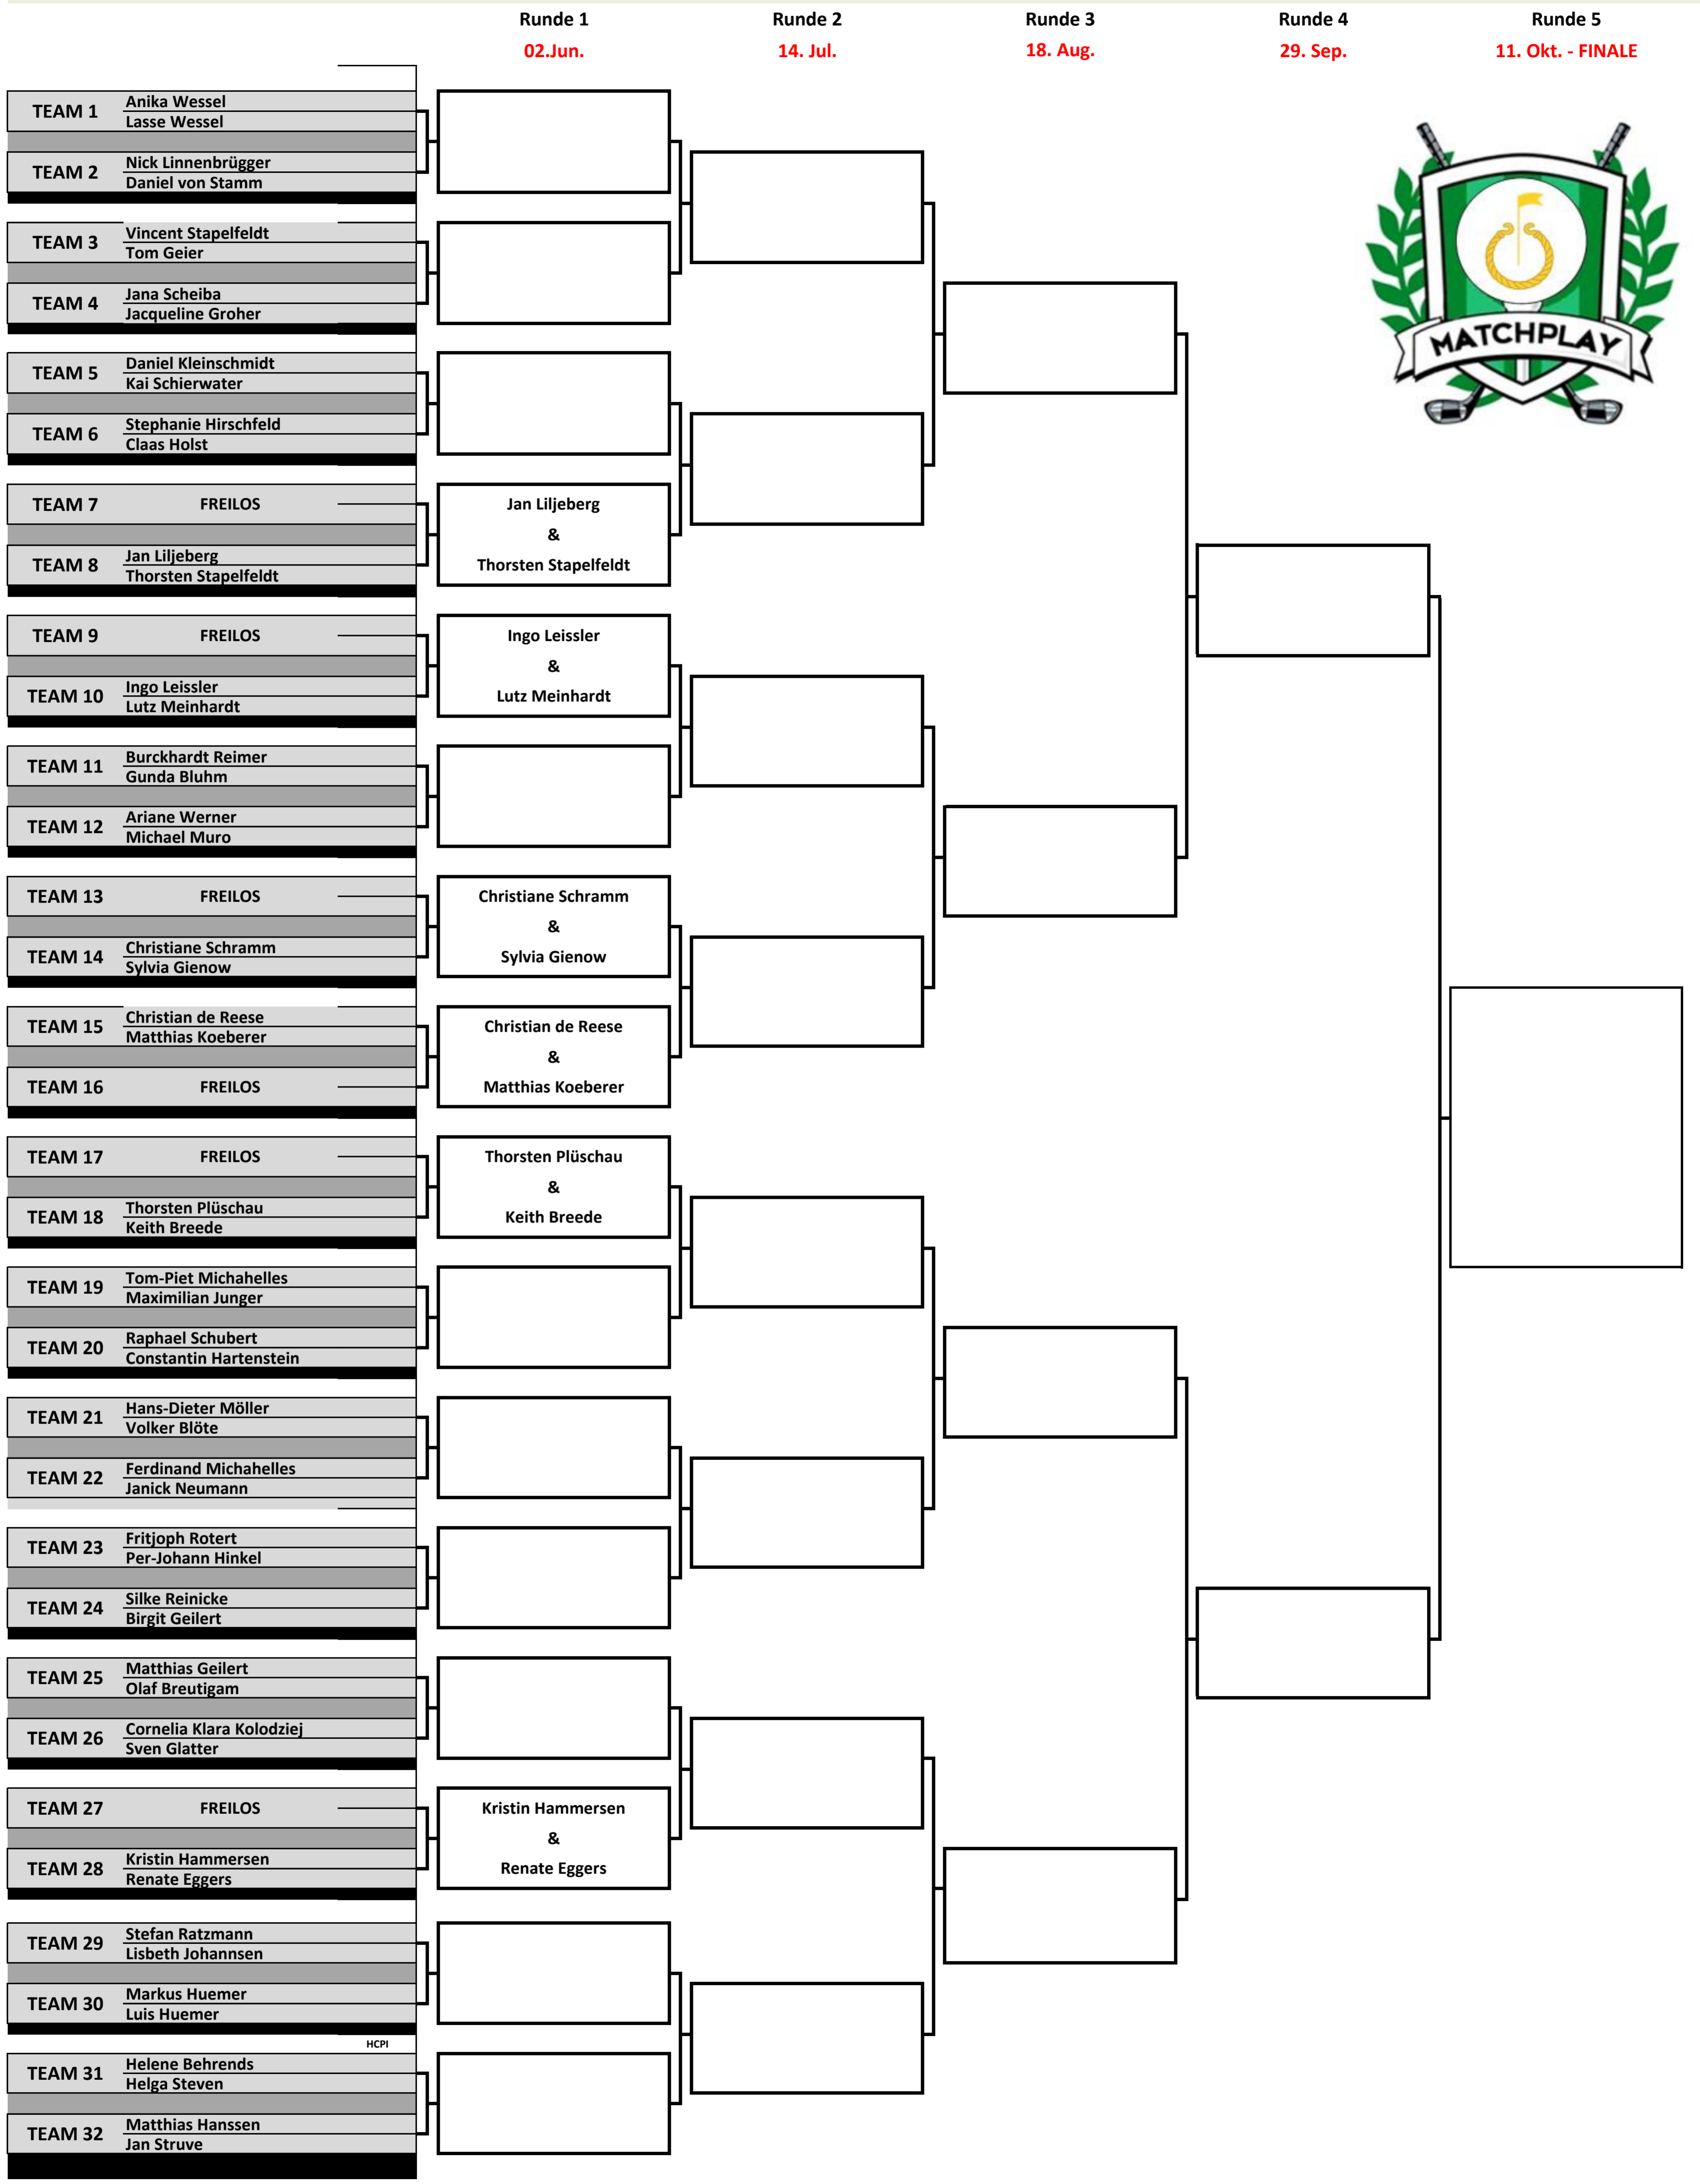 Runde 1 Runde 2 Runde 3 Runde 4 Runde 5
02.Jun. 14. Jul. 18. Aug. 29. Sep. 11. Okt. - FINALE
MATCHPLAY
TEAM 1
Anika Wessel
Lasse Wessel
TEAM 2
Nick Linnenbrügger
Daniel von Stamm
TEAM 3
Vincent Stapelfeldt
Tom Geier
TEAM 4
Jana Scheiba
Jacqueline Groher
TEAM 5
Daniel Kleinschmidt
Kai Schierwater
TEAM 6
Stephanie Hirschfeld
Claas Holst
TEAM 7 FREILOS
TEAM 8
Jan Liljeberg
Thorsten Stapelfeldt
Jan Liljeberg
&
Thorsten Stapelfeldt
TEAM 9 FREILOS
TEAM 10
Ingo Leissler
Lutz Meinhardt
Ingo Leissler
&
Lutz Meinhardt
TEAM 11
Burckhardt Reimer
Gunda Bluhm
TEAM 12
Ariane Werner
Michael Muro
TEAM 13 FREILOS
TEAM 14
Christiane Schramm
Sylvia Gienow
Christiane Schramm
&
Sylvia Gienow
TEAM 15
Christian de Reese
Matthias Koeberer
TEAM 16 FREILOS
Christian de Reese
&
Matthias Koeberer
TEAM 17 FREILOS
TEAM 18
Thorsten Plüschau
Keith Breede
Thorsten Plüschau
&
Keith Breede
TEAM 19
Tom-Piet Michahelles
Maximilian Junger
TEAM 20
Raphael Schubert
Constantin Hartenstein
TEAM 21
Hans-Dieter Möller
Volker Blöte
TEAM 22
Ferdinand Michahelles
Janick Neumann
TEAM 23
Fritjoph Rotert
Per-Johann Hinkel
TEAM 24
Silke Reinicke
Birgit Geilert
TEAM 25
Matthias Geilert
Olaf Breutigam
TEAM 26
Cornelia Klara Kolodziej
Sven Glatter
TEAM 27 FREILOS
TEAM 28
Kristin Hammersen
Renate Eggers
Kristin Hammersen
&
Renate Eggers
TEAM 29
Stefan Ratzmann
Lisbeth Johannsen
TEAM 30
Markus Huemer
Luis Huemer
HCPI
TEAM 31
Helene Behrends
Helga Steven
TEAM 32
Matthias Hanssen
Jan Struve